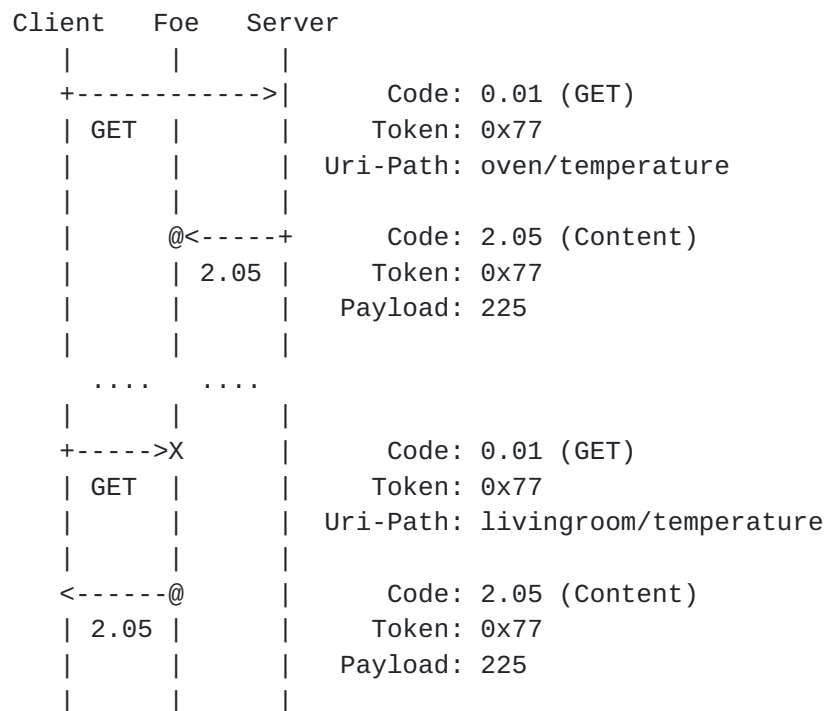 Client   Foe   Server
   |      |      |
   +------------>|      Code: 0.01 (GET)
   | GET  |      |     Token: 0x77
   |      |      |  Uri-Path: oven/temperature
   |      |      |
   |      @<-----+      Code: 2.05 (Content)
   |      | 2.05 |     Token: 0x77
   |      |      |   Payload: 225
   |      |      |
     ....   ....
   |      |      |
   +----->X      |      Code: 0.01 (GET)
   | GET  |      |     Token: 0x77
   |      |      |  Uri-Path: livingroom/temperature
   |      |      |
   <------@      |      Code: 2.05 (Content)
   | 2.05 |      |     Token: 0x77
   |      |      |   Payload: 225
   |      |      |